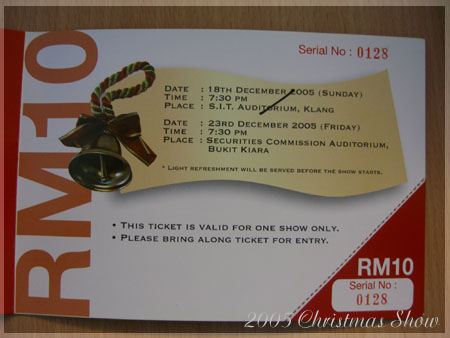 RM10
Serial No : 0128
DATE : 18TH DECEMBER 2005 (SUNDAY)
TIME : 7:30 PM
PLACE : S.I.T. AUDITORIUM, KLANG
DATE : 23RD DECEMBER 2005 (FRIDAY)
TIME : 7:30 PM
PLACE : SECURITIES COMMISSION AUDITORIUM,
BUKIT KIARA
* LIGHT REFRESHMENT WILL BE SERVED BEFORE THE SHOW STARTS.
• THIS TICKET IS VALID FOR ONE SHOW ONLY.
• PLEASE BRING ALONG TICKET FOR ENTRY.
RM10
Serial No :
0128
2005 Christmas Show